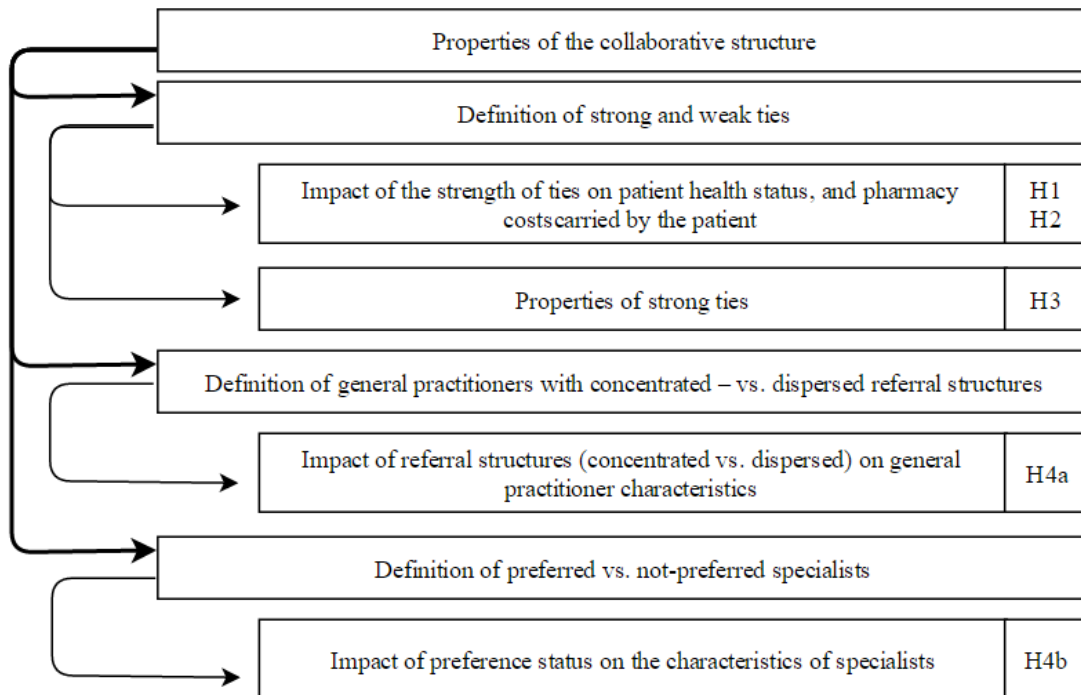 Properties of the collaborative structure
Definition of strong and weak ties
Impact of the strength of ties on patient health status, and pharmacy
costscarried by the patient
H1
H2
Properties of strong ties
H3
Definition of general practitioners with concentrated – vs. dispersed referral structures
Impact of referral structures (concentrated vs. dispersed) on general
practitioner characteristics
H4a
Definition of preferred vs. not-preferred specialists
Impact of preference status on the characteristics of specialists
H4b